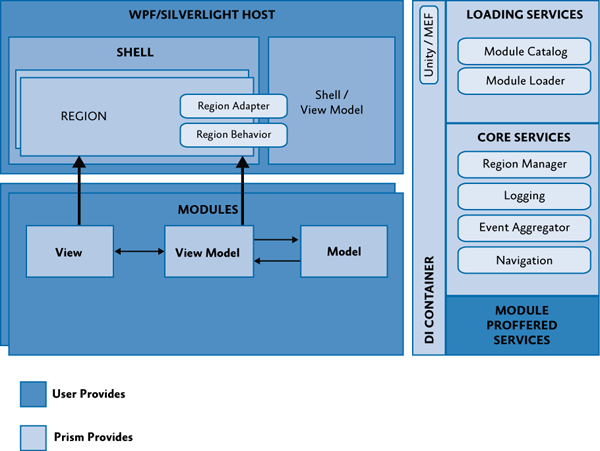 WPF/SILVERLIGHT HOST
SHELL
REGION
Region Adapter
Region Behavior
Shell /
View Model
MODULES
View
View Model
Model
DI CONTAINER
Unity / MEF
LOADING SERVICES
Module Catalog
Module Loader
CORE SERVICES
Region Manager
Logging
Event Aggregator
Navigation
MODULE
PROFFERED
SERVICES
User Provides
Prism Provides